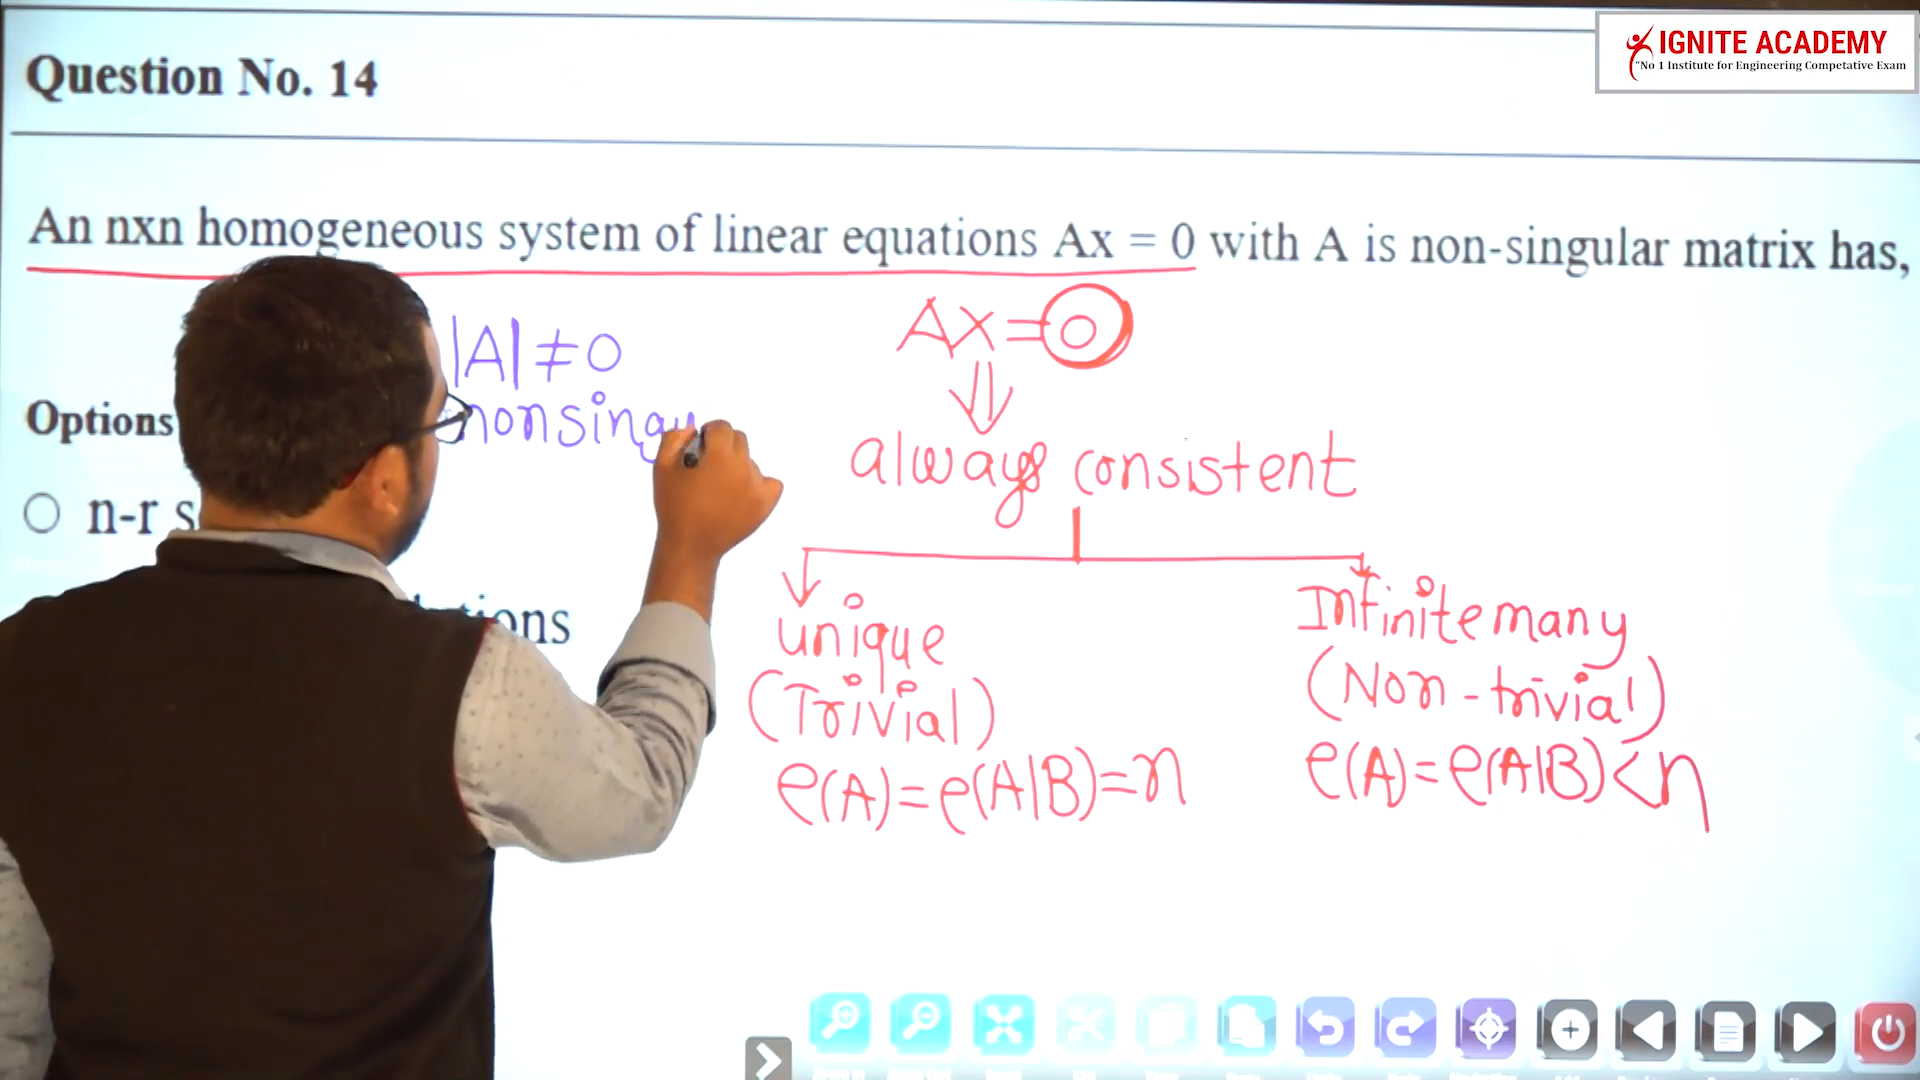 IGNITE ACADEMY
"No 1 Institute for Engineering Competative Exam
Question No. 14
An nxn homogeneous system of linear equations Ax = 0 with A is non-singular matrix has,
|A| ≠ 0
nonsingu
Ax = 0
⇓
always consistent
Options
n-r
unique
(Trivial)
e(A) = e(A|B) = n
Infinite many
(Non - trivial)
e(A) = e(A|B) < n